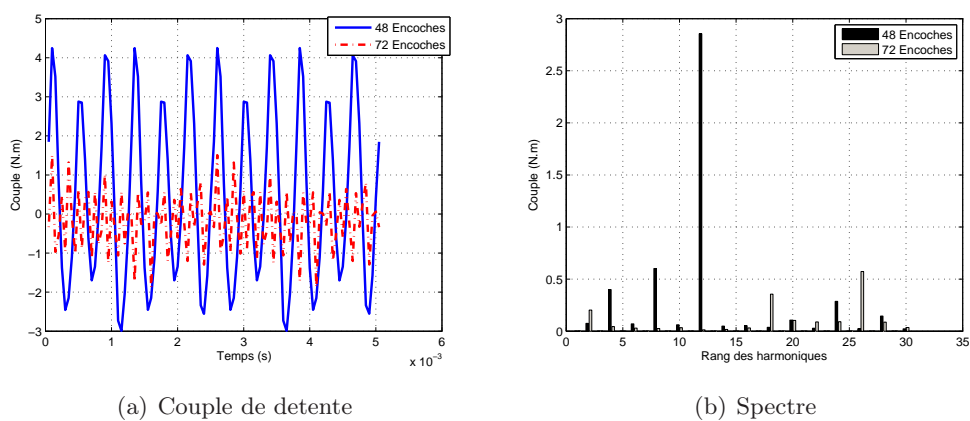 5
4
3
2
1
0
−1
−2
−3
0 1 2 3 4 5 6
x 10⁻³
Temps (s)
Couple (N.m)
48 Encoches
72 Encoches
(a) Couple de detente
3
2.5
2
1.5
1
0.5
0
0 5 10 15 20 25 30 35
Rang des harmoniques
Couple (N.m)
48 Encoches
72 Encoches
(b) Spectre